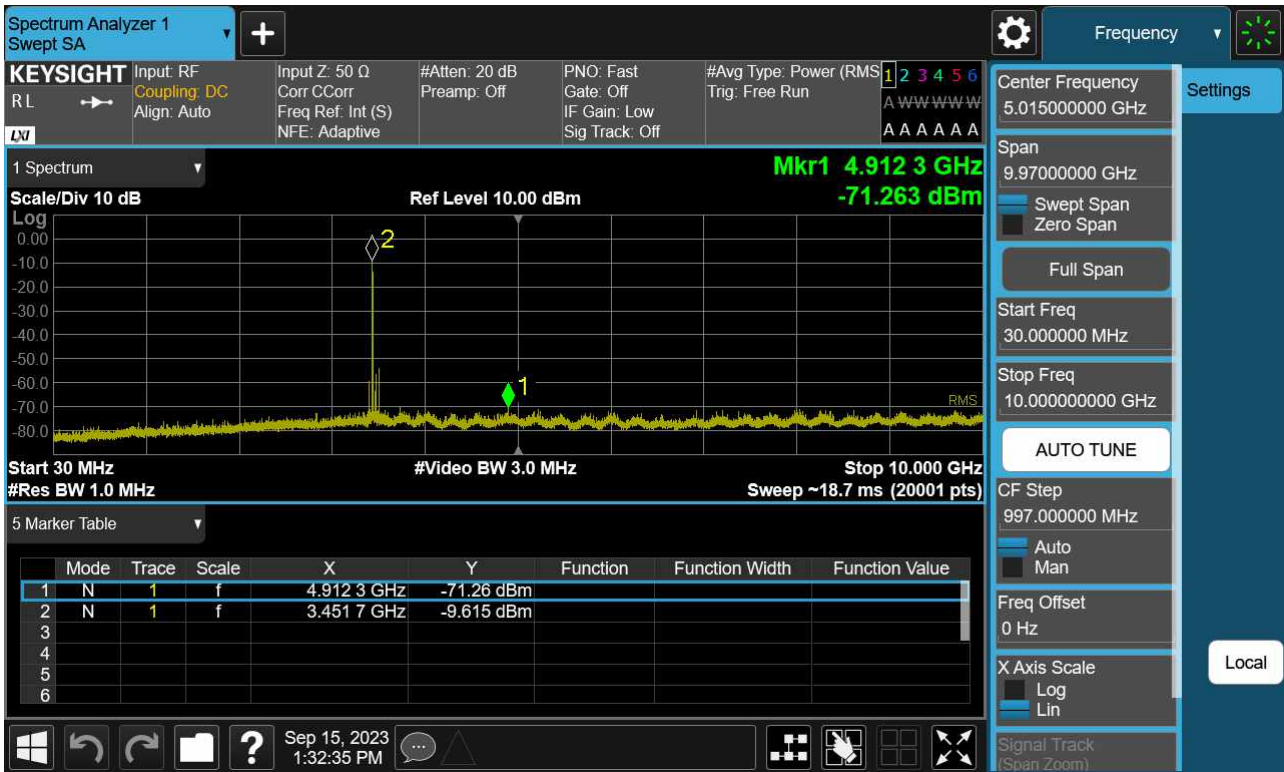 Spectrum Analyzer 1
Swept SA
+
Frequency
KEYSIGHT
RL
LXI
Input: RF
Coupling: DC
Align: Auto
Input Z: 50 Ω
Corr CCorr
Freq Ref: Int (S)
NFE: Adaptive
#Atten: 20 dB
Preamp: Off
PNO: Fast
Gate: Off
IF Gain: Low
Sig Track: Off
#Avg Type: Power (RMS
Trig: Free Run
1 2 3 4 5 6
A W W W W W
A A A A A A
1 Spectrum
Mkr1 4.912 3 GHz
-71.263 dBm
Scale/Div 10 dB
Ref Level 10.00 dBm
Log
0.00
-10.0
-20.0
-30.0
-40.0
-50.0
-60.0
-70.0
-80.0
2
1
RMS
Start 30 MHz
#Video BW 3.0 MHz
Stop 10.000 GHz
#Res BW 1.0 MHz
Sweep ~18.7 ms (20001 pts)
5 Marker Table
Mode Trace Scale X Y Function Function Width Function Value
1 N 1 f 4.912 3 GHz -71.26 dBm
2 N 1 f 3.451 7 GHz -9.615 dBm
3
4
5
6
?
Sep 15, 2023
1:32:35 PM
Center Frequency
5.015000000 GHz
Settings
Span
9.97000000 GHz
Swept Span
Zero Span
Full Span
Start Freq
30.000000 MHz
Stop Freq
10.000000000 GHz
AUTO TUNE
CF Step
997.000000 MHz
Auto
Man
Freq Offset
0 Hz
X Axis Scale
Log
Lin
Local
Signal Track
(Span Zoom)